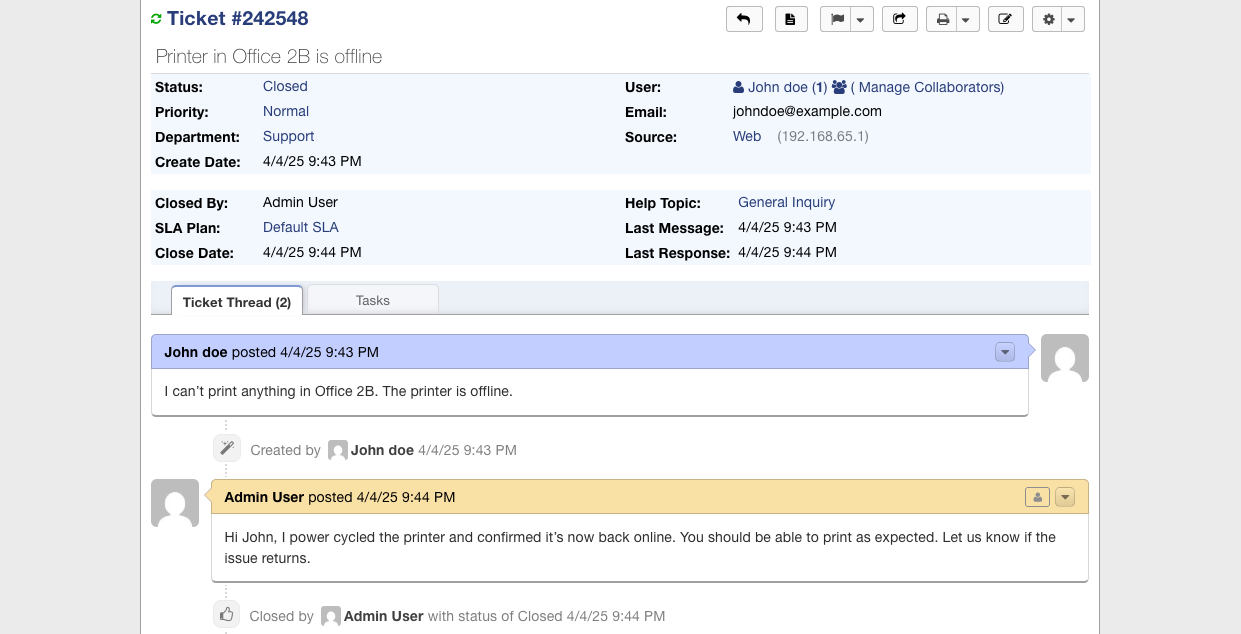 Ticket #242548
Printer in Office 2B is offline
Status: Closed
User: John doe (1) ( Manage Collaborators)
Priority: Normal
Email: johndoe@example.com
Department: Support
Source: Web (192.168.65.1)
Create Date: 4/4/25 9:43 PM
Closed By: Admin User
Help Topic: General Inquiry
SLA Plan: Default SLA
Last Message: 4/4/25 9:43 PM
Close Date: 4/4/25 9:44 PM
Last Response: 4/4/25 9:44 PM
Ticket Thread (2) Tasks
John doe posted 4/4/25 9:43 PM
I can’t print anything in Office 2B. The printer is offline.
Created by John doe 4/4/25 9:43 PM
Admin User posted 4/4/25 9:44 PM
Hi John, I power cycled the printer and confirmed it’s now back online. You should be able to print as expected. Let us know if the
issue returns.
Closed by Admin User with status of Closed 4/4/25 9:44 PM